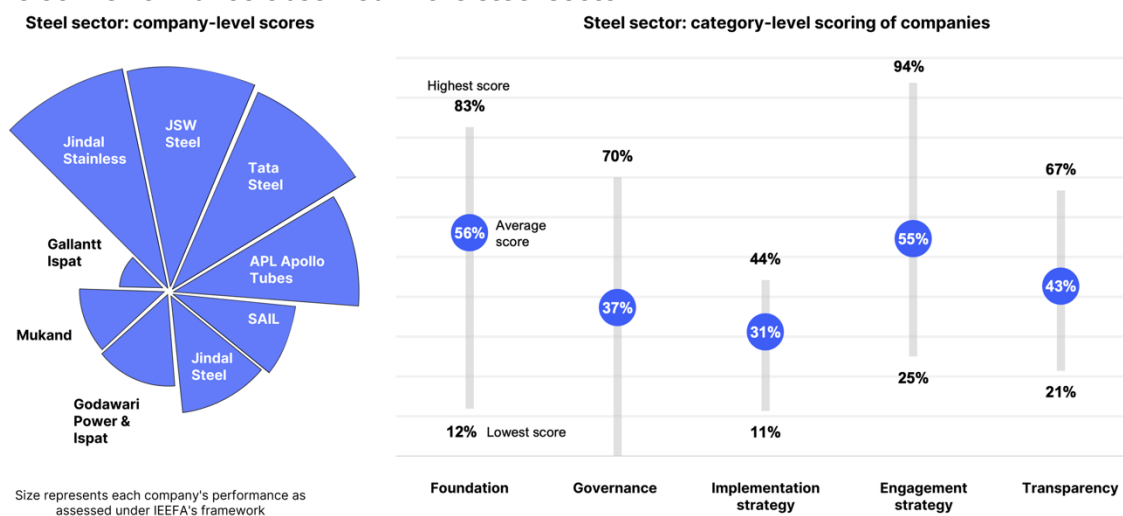 Steel sector: company-level scores
Jindal
Stainless
JSW
Steel
Tata
Steel
Gallantt
Ispat
APL Apollo
Tubes
Mukand
SAIL
Jindal
Steel
Godawari
Power &
Ispat
Size represents each company's performance as
assessed under IEEFA's framework
Steel sector: category-level scoring of companies
Highest score
83%
56%
Average
score
12% Lowest score
70%
37%
44%
31%
11%
94%
55%
25%
67%
43%
21%
Foundation
Governance
Implementation
strategy
Engagement
strategy
Transparency